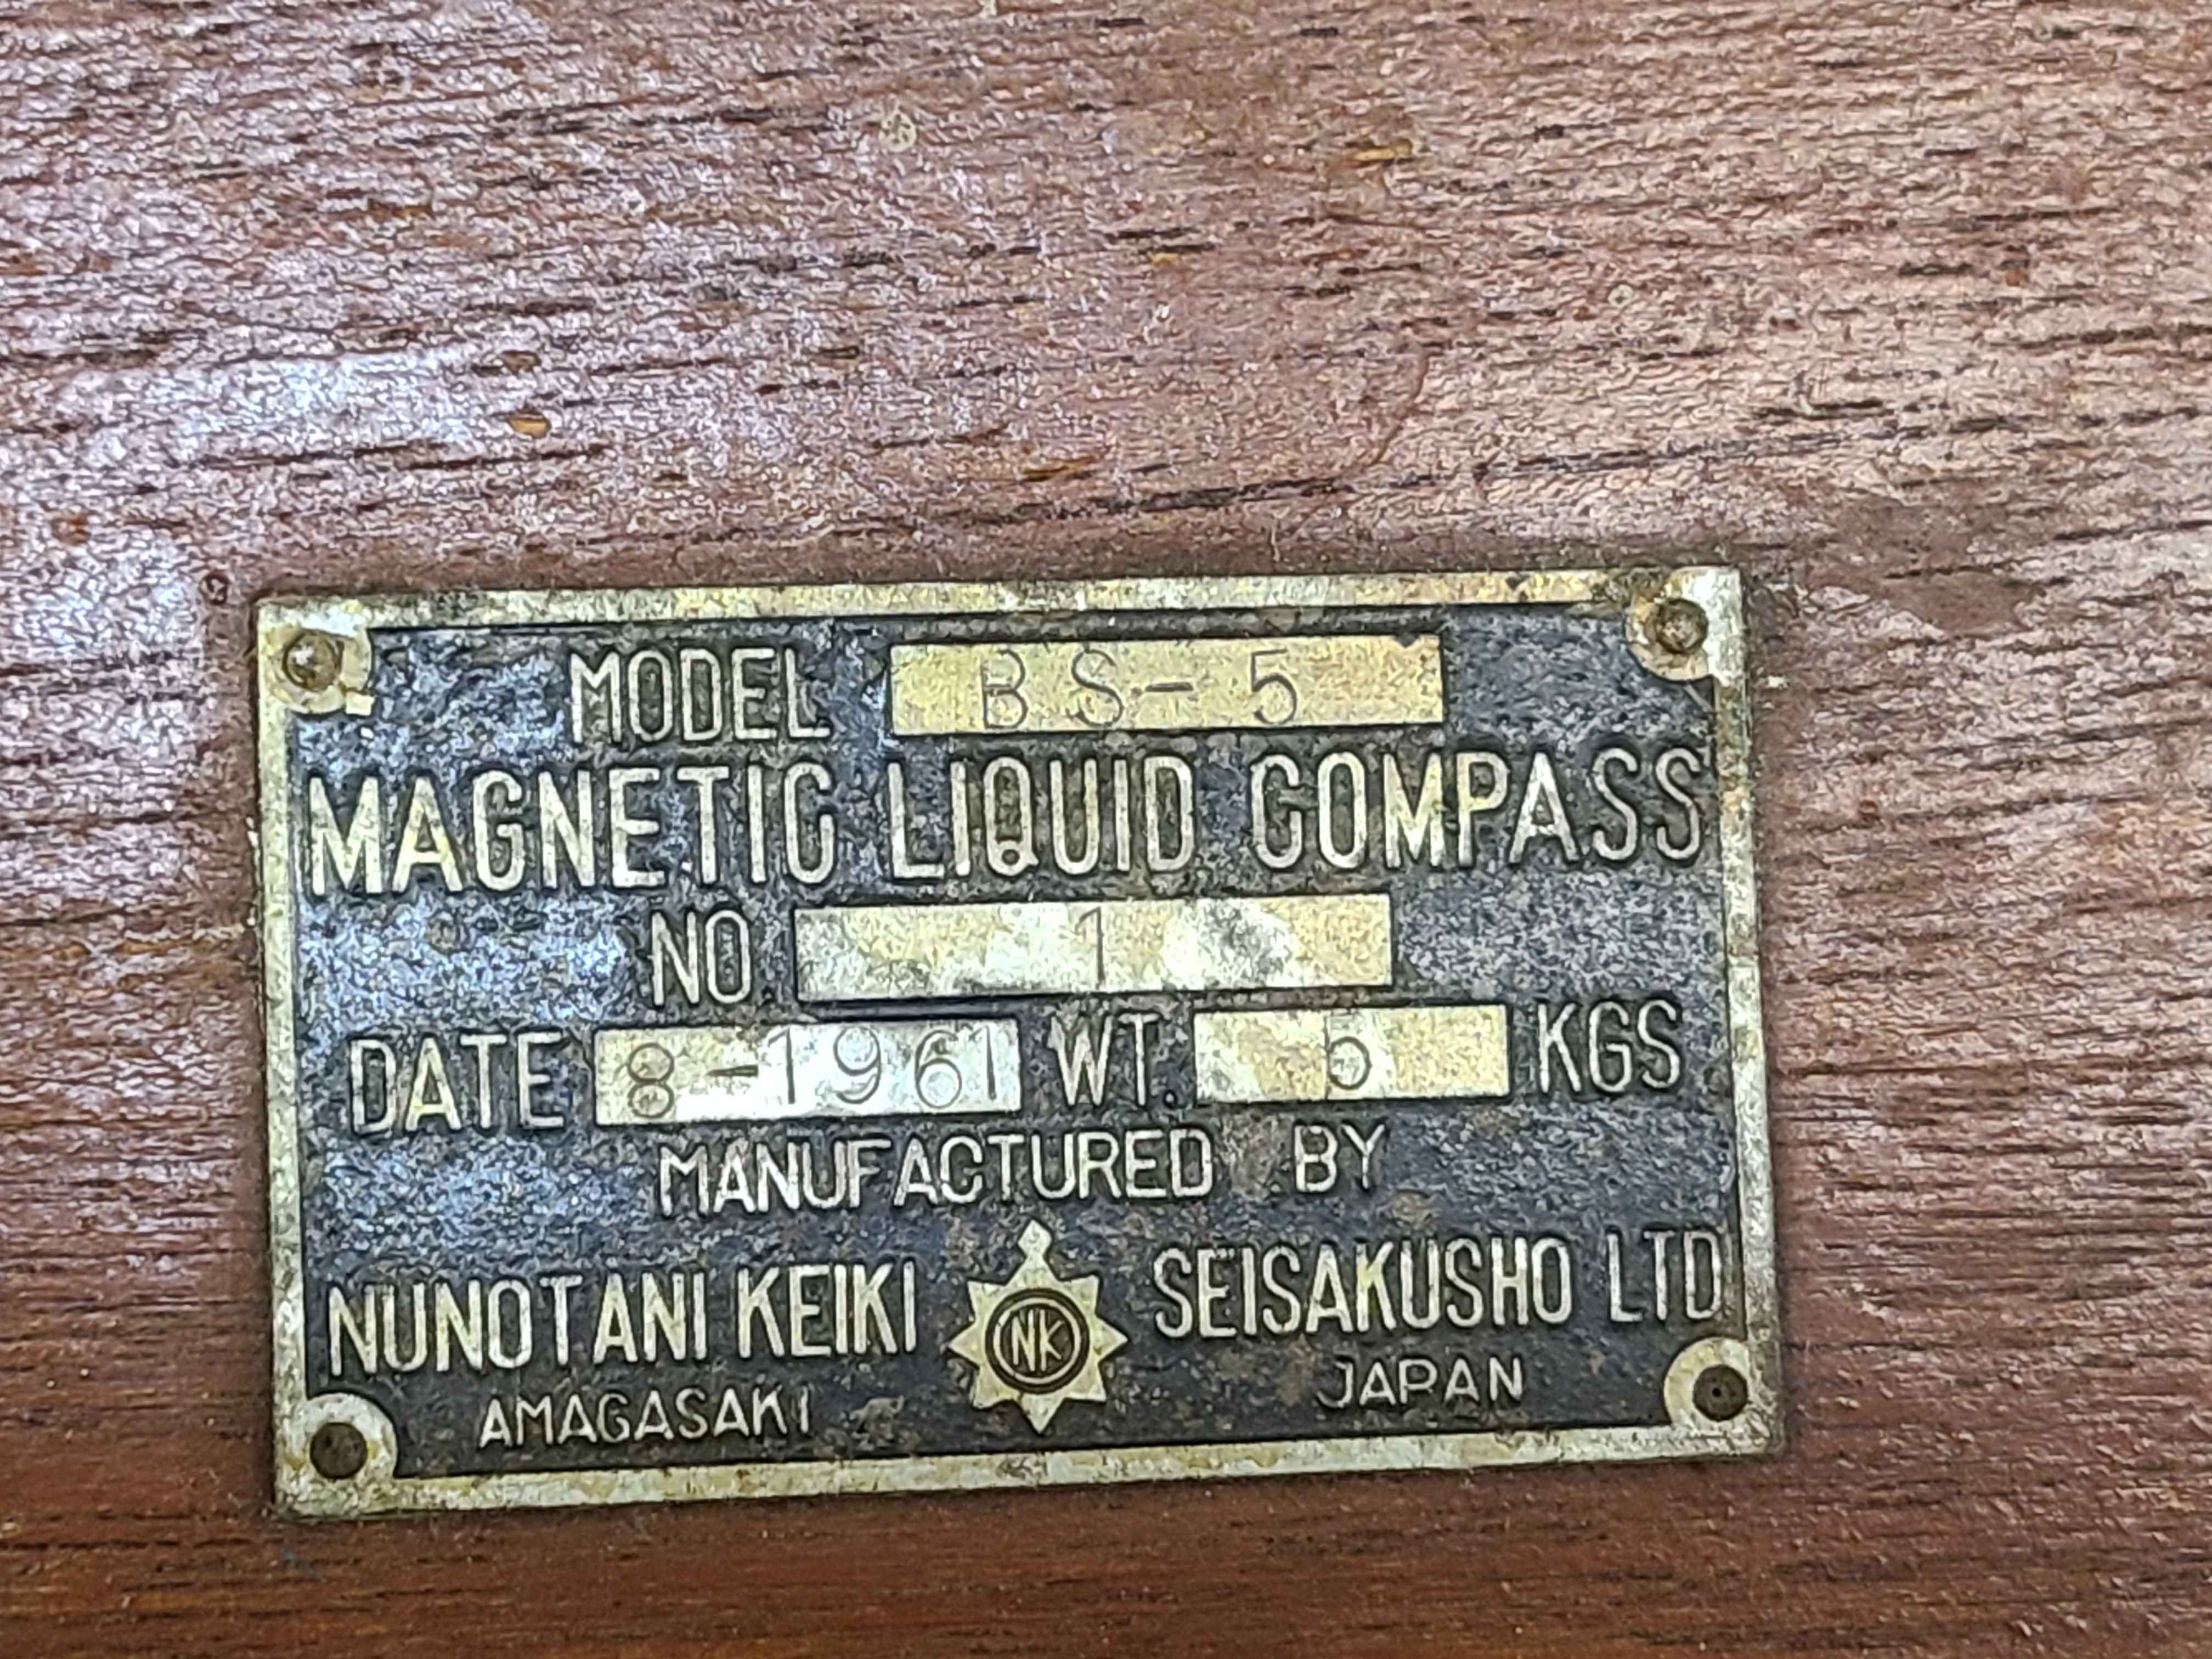 MODEL BS-5
MAGNETIC LIQUID COMPASS
NO. 1
DATE 8-1961 WT. 5 KGS
MANUFACTURED BY
NUNOTANI KEIKI NK SEISAKUSHO LTD
AMAGASAKI JAPAN